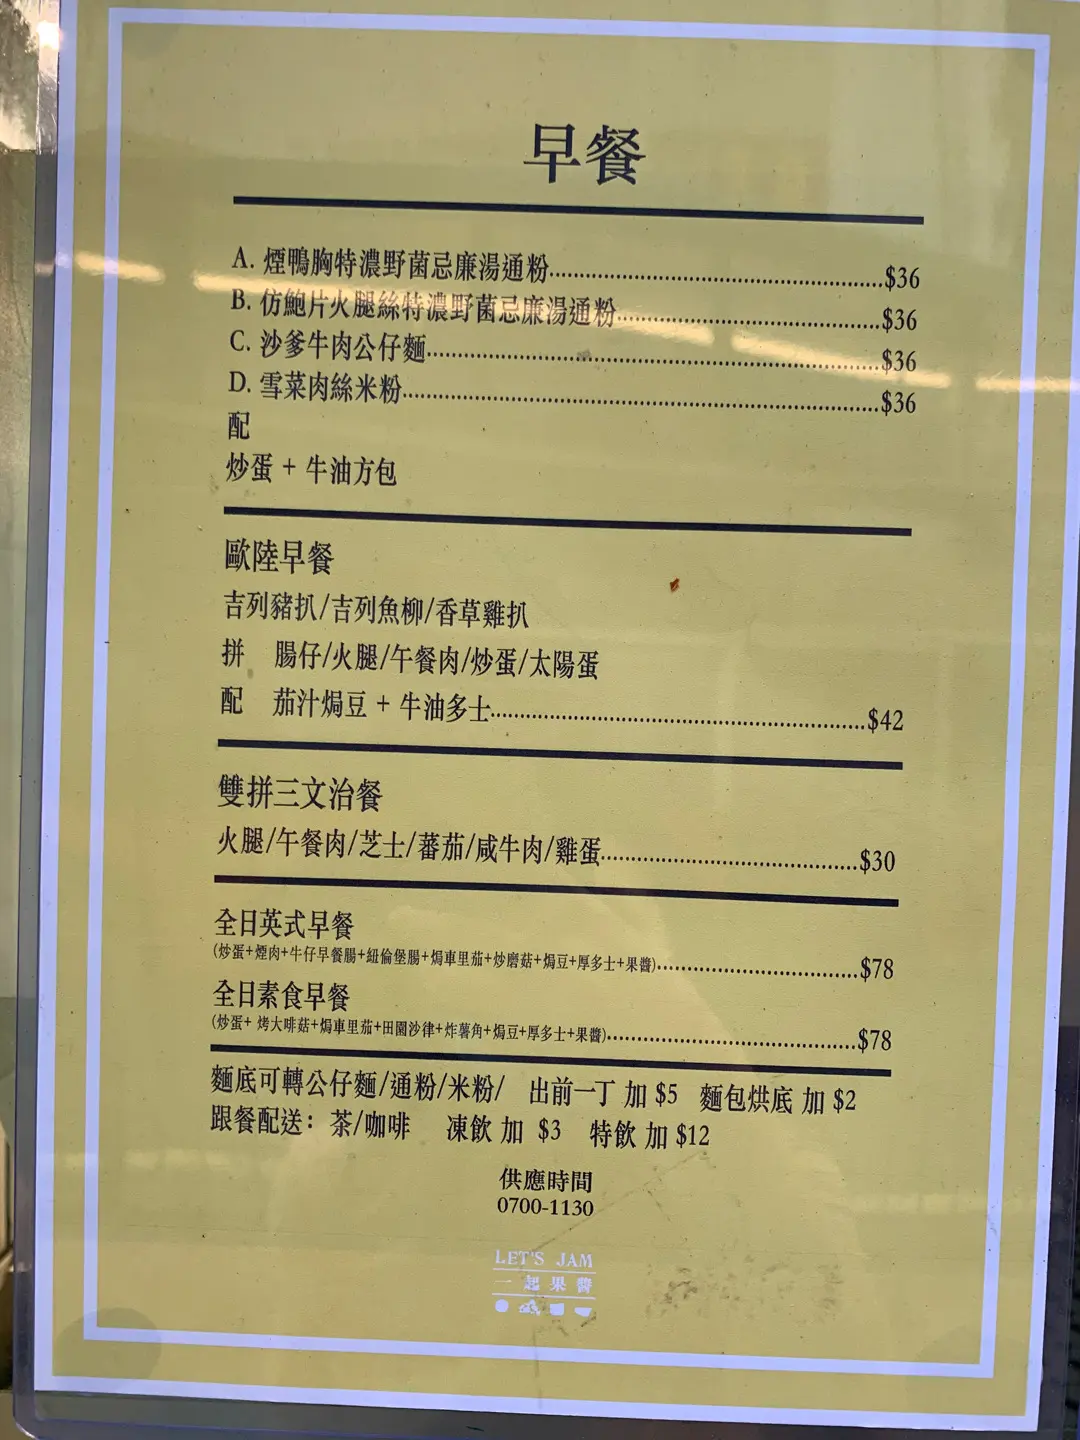 早餐
A. 煙鴨胸特濃野菌忌廉湯通粉 $36
B. 仿鮑片火腿絲特濃野菌忌廉湯通粉 $36
C. 沙爹牛肉公仔麵 $36
D. 雪菜肉絲米粉 $36
配
炒蛋 + 牛油方包
歐陸早餐
吉列豬扒/吉列魚柳/香草雞扒
拼 腸仔/火腿/午餐肉/炒蛋/太陽蛋
配 茄汁焗豆 + 牛油多士 $42
雙拼三文治餐
火腿/午餐肉/芝士/蕃茄/咸牛肉/雞蛋 $30
全日英式早餐
(炒蛋+煙肉+牛仔早餐腸+紐倫堡腸+焗車里茄+炒磨菇+焗豆+厚多士+果醬) $78
全日素食早餐
(炒蛋+ 烤大啡菇+焗車里茄+田園沙律+炸薯角+焗豆+厚多士+果醬) $78
麵底可轉公仔麵/通粉/米粉/ 出前一丁 加 $5 麵包烘底 加 $2
跟餐配送： 茶/咖啡 凍飲 加 $3 特飲 加 $12
供應時間
0700-1130
LET'S JAM
一起果醬